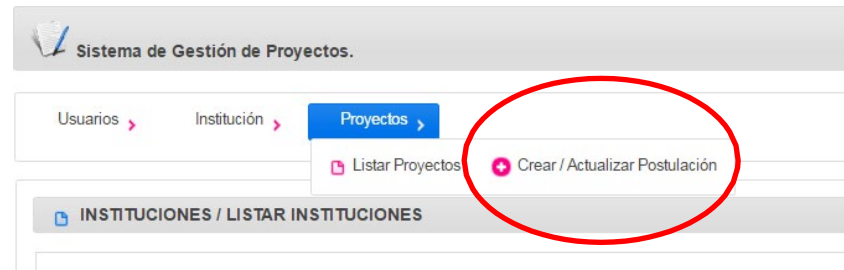 Sistema de Gestión de Proyectos.
Usuarios Institución Proyectos
Listar Proyectos Crear / Actualizar Postulación
INSTITUCIONES / LISTAR INSTITUCIONES